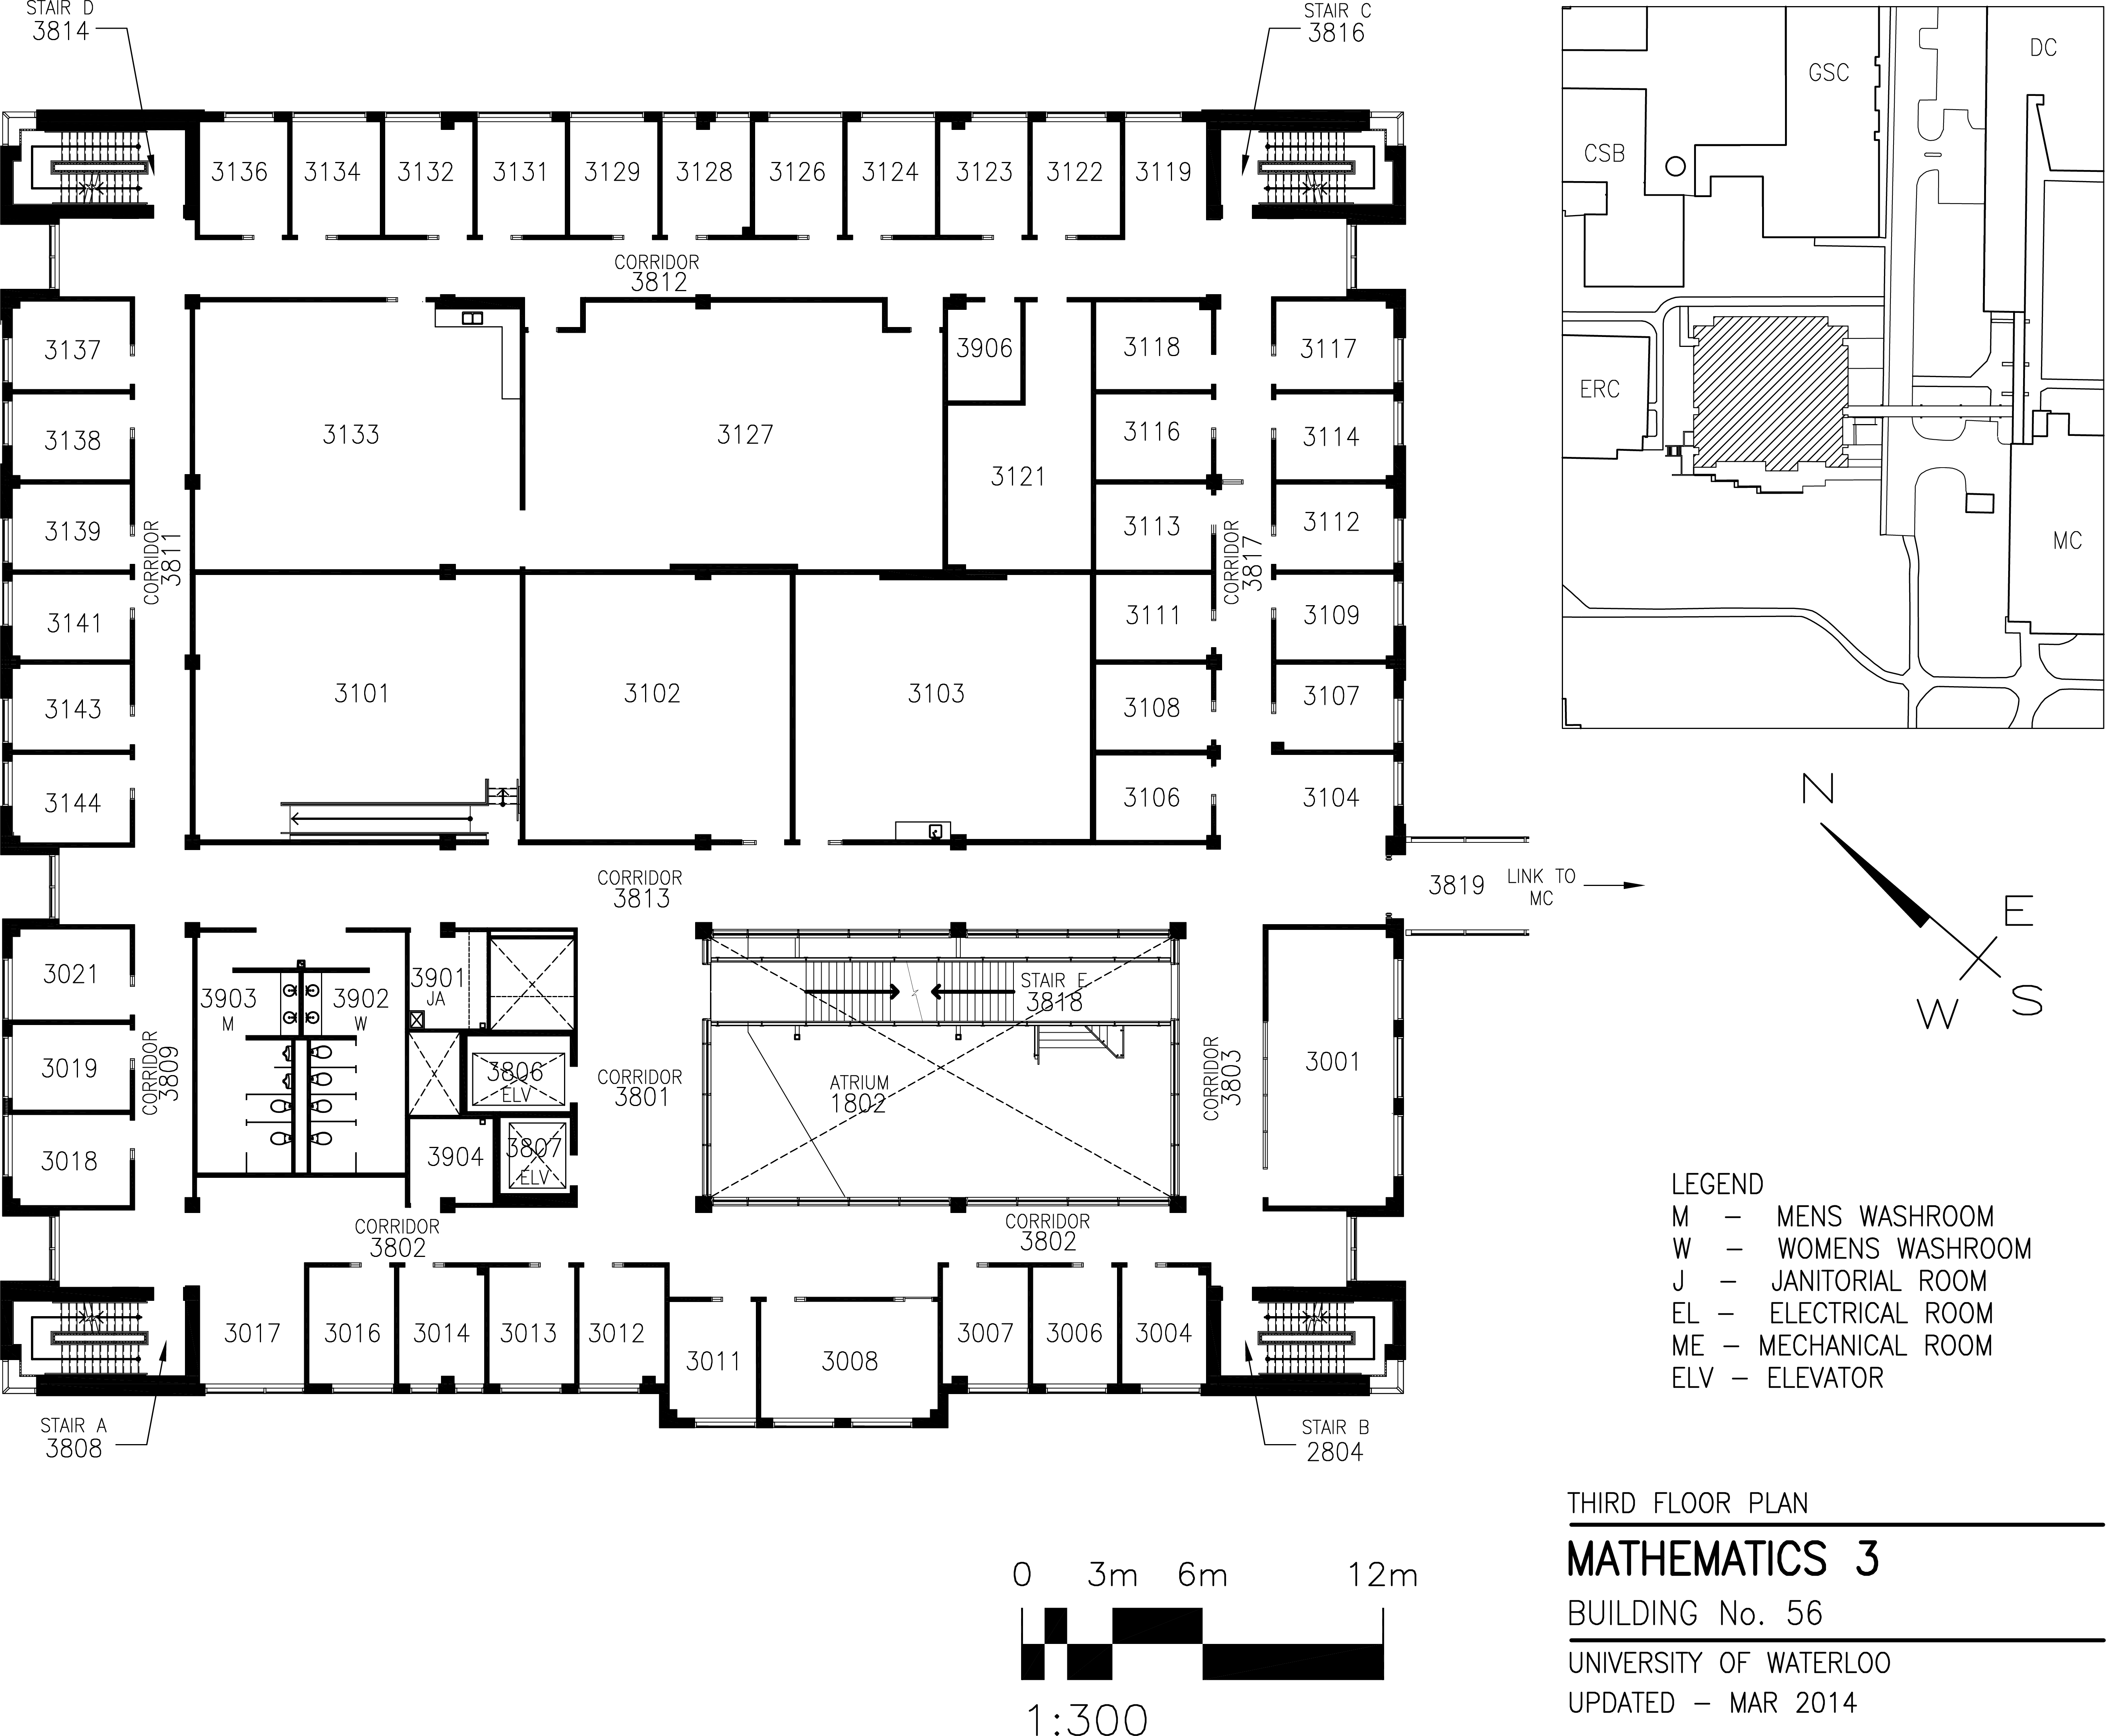 STAIR D
3814
STAIR C
3816
3136
3134
3132
3131
3129
3128
3126
3124
3123
3122
3119
CORRIDOR
3812
3137
3138
3139
3141
3143
3144
CORRIDOR
3811
3133
3127
3906
3121
3118
3116
3113
3111
3108
3106
CORRIDOR
3817
3117
3114
3112
3109
3107
3104
3101
3102
3103
CORRIDOR
3813
3819
LINK TO
MC
3021
3019
3018
CORRIDOR
3809
3903
M
3902
W
3901
JA
3806
ELV
3904
3807
ELV
CORRIDOR
3801
STAIR E
3818
ATRIUM
1802
CORRIDOR
3803
3001
CORRIDOR
3802
CORRIDOR
3802
3017
3016
3014
3013
3012
3011
3008
3007
3006
3004
STAIR A
3808
STAIR B
2804
GSC
DC
CSB
ERC
MC
N
E
W
S
LEGEND
M – MENS WASHROOM
W – WOMENS WASHROOM
J – JANITORIAL ROOM
EL – ELECTRICAL ROOM
ME – MECHANICAL ROOM
ELV – ELEVATOR
0 3m 6m 12m
1:300
THIRD FLOOR PLAN
MATHEMATICS 3
BUILDING No. 56
UNIVERSITY OF WATERLOO
UPDATED – MAR 2014